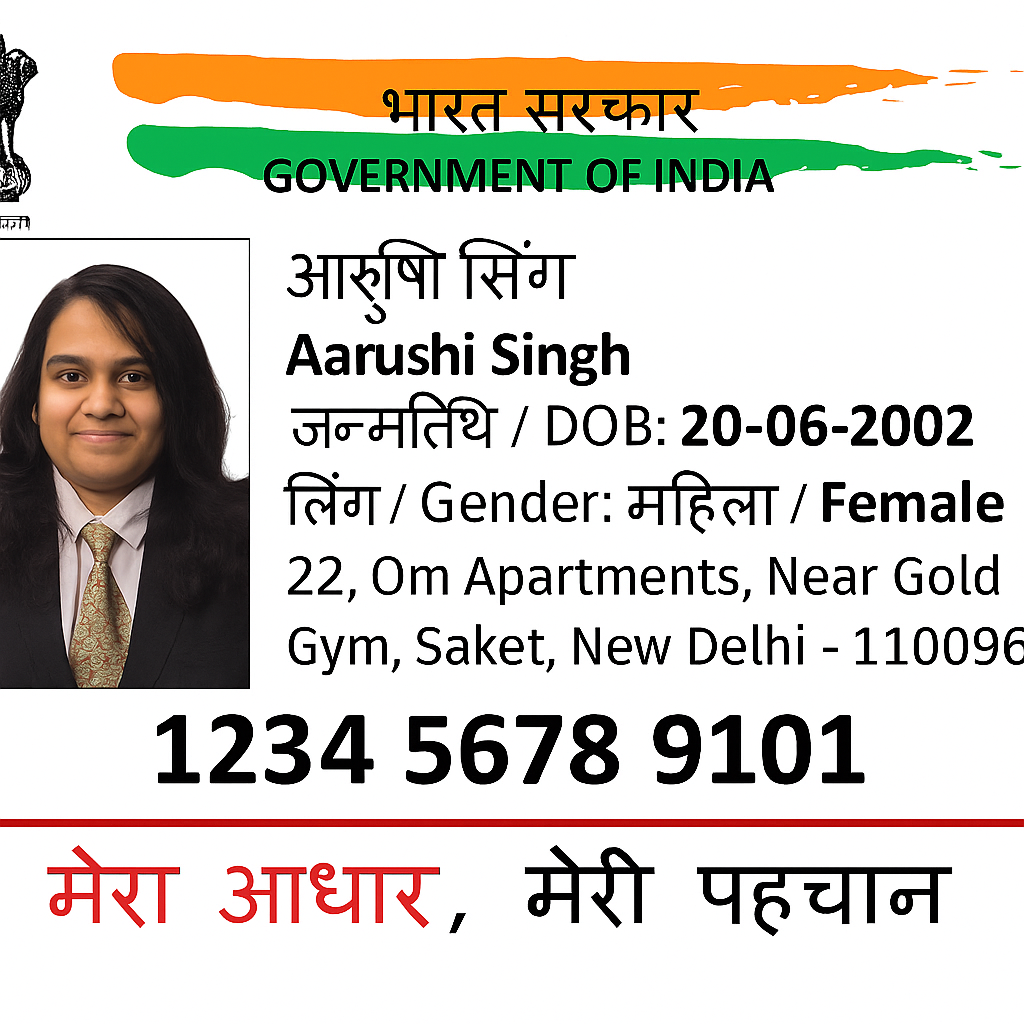 भारत सरकार
GOVERNMENT OF INDIA
आरुषिा सिंग
Aarushi Singh
जन्मतिथि / DOB: 20-06-2002
लिंग / Gender: महिला / Female
22, Om Apartments, Near Gold
Gym, Saket, New Delhi - 110096
1234 5678 9101
मेरा आधार, मेरी पहचान